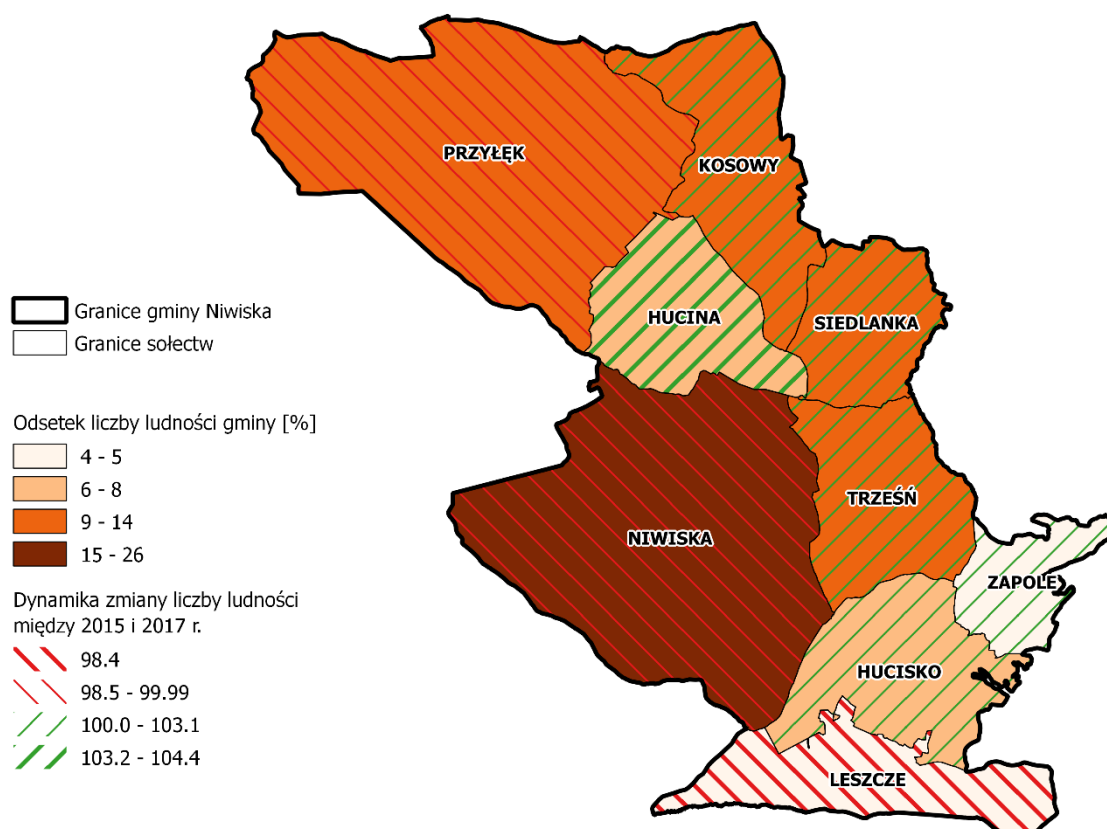 PRZYŁĘK
KOSOWY
HUCINA
SIEDLANKA
NIWISKA
TRZEŚŃ
ZAPOLE
HUCISKO
LESZCZE
Granice gminy Niwiska
Granice sołectw
Odsetek liczby ludności gminy [%]
4 - 5
6 - 8
9 - 14
15 - 26
Dynamika zmiany liczby ludności
między 2015 i 2017 r.
98.4
98.5 - 99.99
100.0 - 103.1
103.2 - 104.4